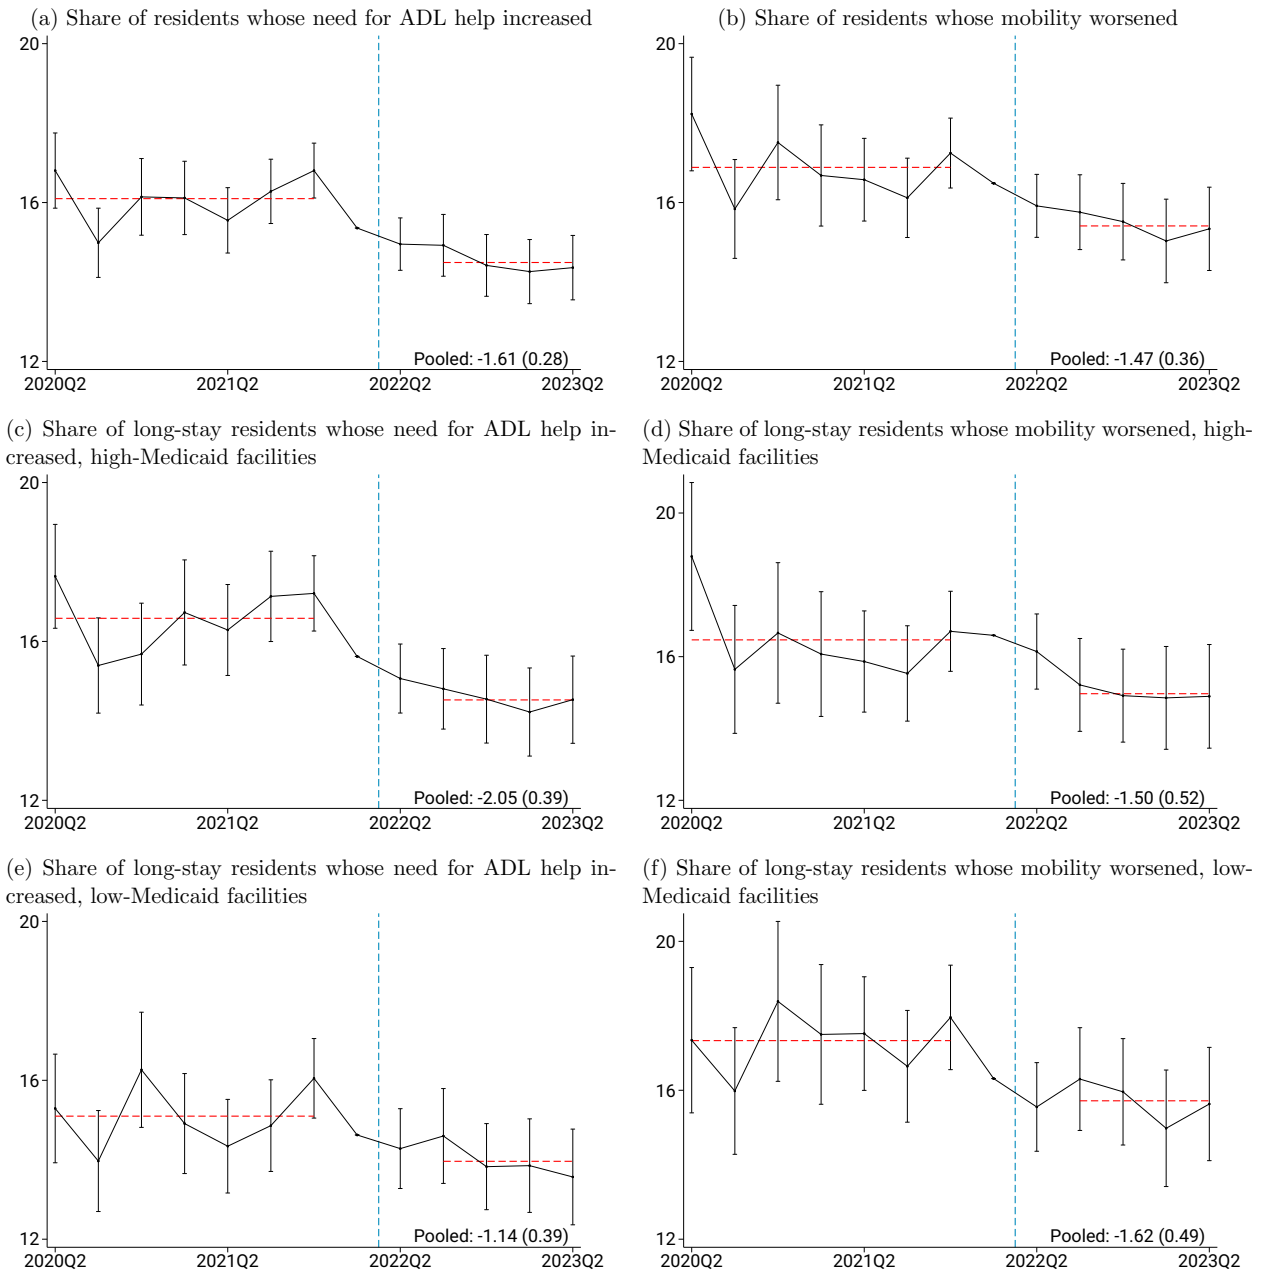 (a) Share of residents whose need for ADL help increased
20
16
12
Pooled: -1.61 (0.28)
2020Q2 2021Q2 2022Q2 2023Q2
(b) Share of residents whose mobility worsened
20
16
12
Pooled: -1.47 (0.36)
2020Q2 2021Q2 2022Q2 2023Q2
(c) Share of long-stay residents whose need for ADL help in-
creased, high-Medicaid facilities
20
16
12
Pooled: -2.05 (0.39)
2020Q2 2021Q2 2022Q2 2023Q2
(d) Share of long-stay residents whose mobility worsened, high-
Medicaid facilities
20
16
12
Pooled: -1.50 (0.52)
2020Q2 2021Q2 2022Q2 2023Q2
(e) Share of long-stay residents whose need for ADL help in-
creased, low-Medicaid facilities
20
16
12
Pooled: -1.14 (0.39)
2020Q2 2021Q2 2022Q2 2023Q2
(f) Share of long-stay residents whose mobility worsened, low-
Medicaid facilities
20
16
12
Pooled: -1.62 (0.49)
2020Q2 2021Q2 2022Q2 2023Q2